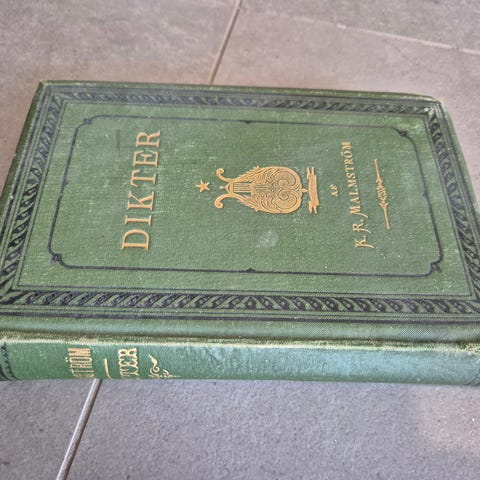 DIKTER
AF
K. R. MALMSTRÖM